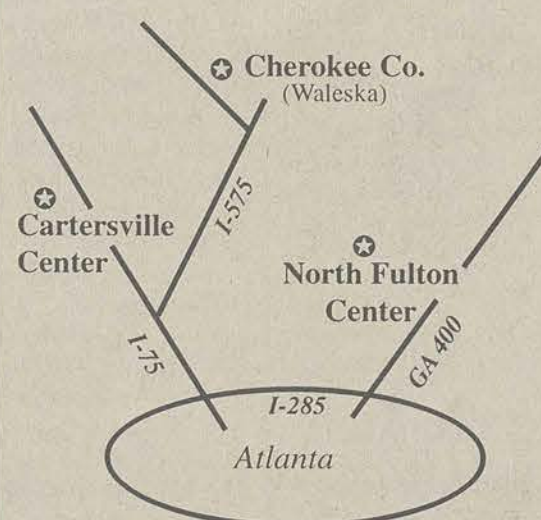 Cherokee Co.
(Waleska)
I-575
Cartersville
Center
North Fulton
Center
I-75
GA 400
I-285
Atlanta